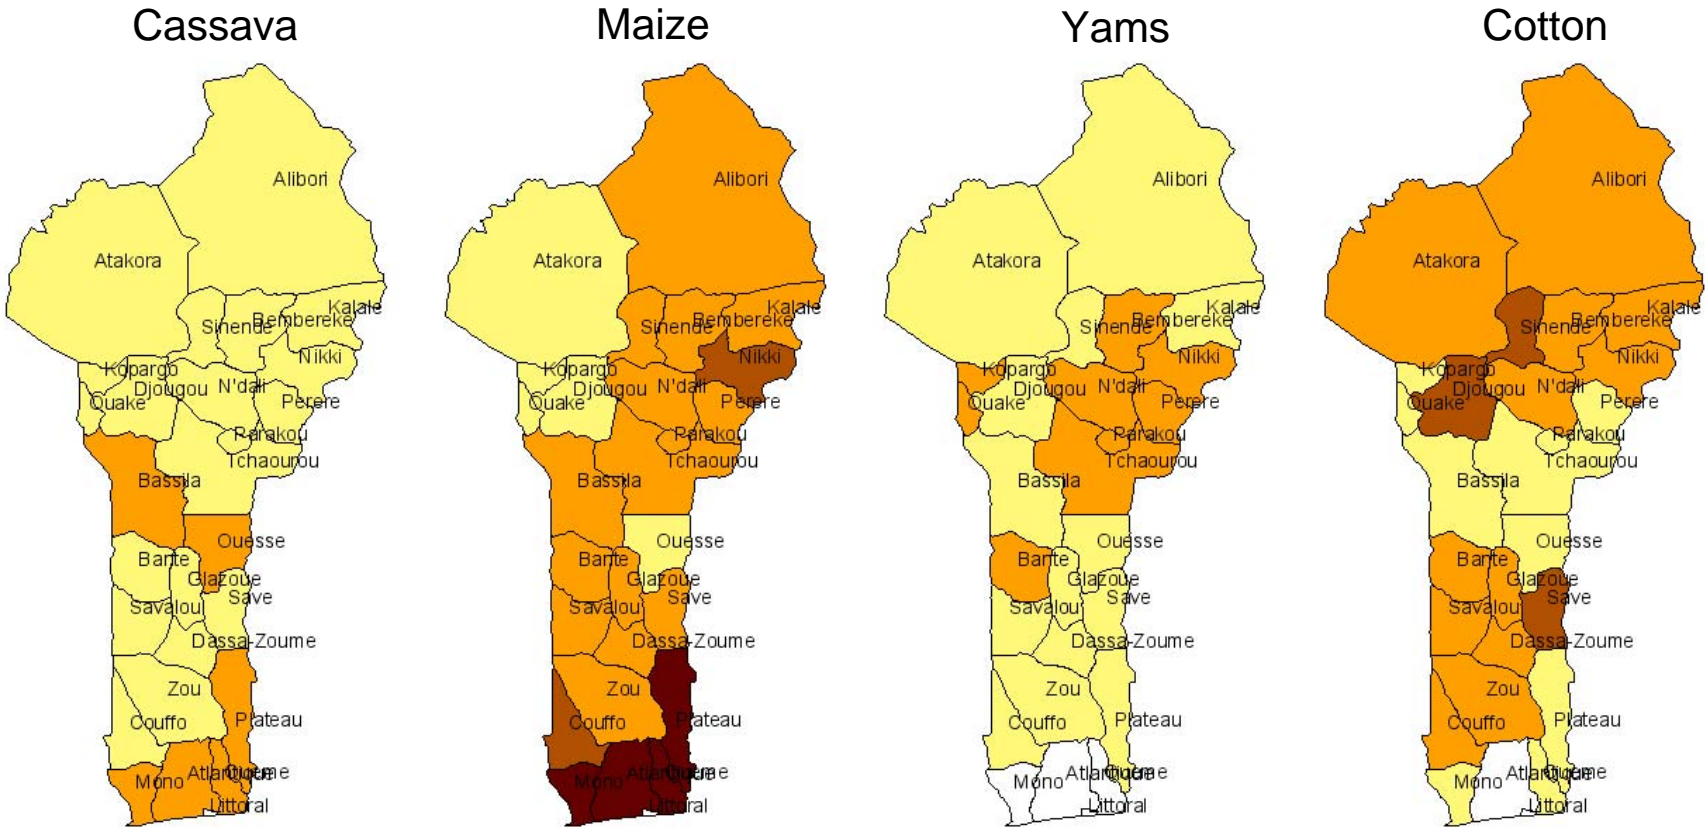 Cassava
Alibori
Atakora
Kalale
Bembereke
Sinende
Nikki
Kopargo
N'dali
Djougou
Perere
Ouake
Parakou
Tchaourou
Bassila
Ouesse
Bante
Glazoue
Save
Savalou
Dassa-Zoume
Zou
Plateau
Couffo
Mono
Littoral
Maize
Alibori
Atakora
Kalale
Bembereke
Sinende
Nikki
Kopargo
N'dali
Djougou
Perere
Ouake
Parakou
Tchaourou
Bassila
Ouesse
Bante
Glazoue
Save
Savalou
Dassa-Zoume
Zou
Plateau
Couffo
Mono
Littoral
Yams
Alibori
Atakora
Kalale
Bembereke
Sinende
Nikki
Kopargo
N'dali
Djougou
Perere
Ouake
Parakou
Tchaourou
Bassila
Ouesse
Bante
Glazoue
Save
Savalou
Dassa-Zoume
Zou
Plateau
Couffo
Mono
Littoral
Cotton
Alibori
Atakora
Kalale
Bembereke
Sinende
Nikki
Kopargo
N'dali
Djougou
Perere
Ouake
Parakou
Tchaourou
Bassila
Ouesse
Bante
Glazoue
Save
Savalou
Dassa-Zoume
Zou
Plateau
Couffo
Mono
Littoral